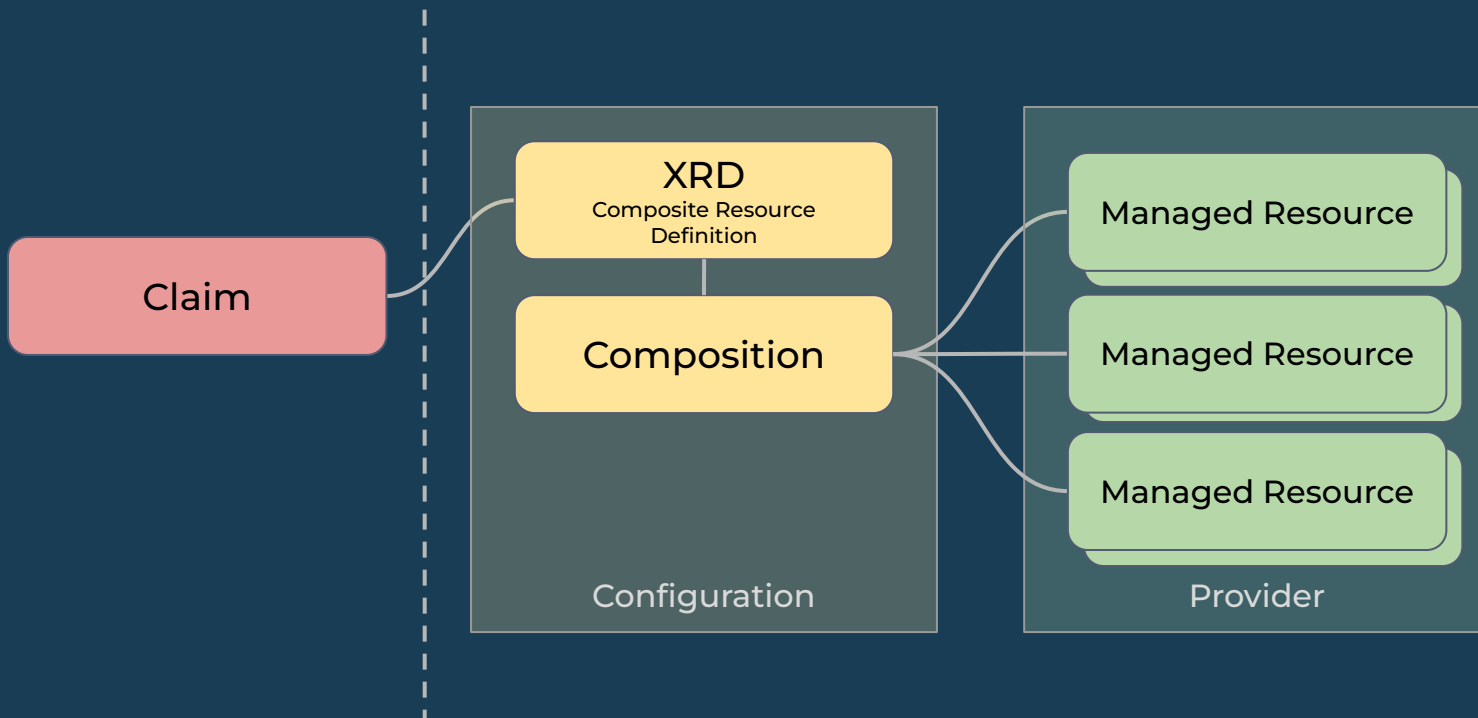 Claim
XRD
Composite Resource
Definition
Composition
Configuration
Managed Resource
Managed Resource
Managed Resource
Provider